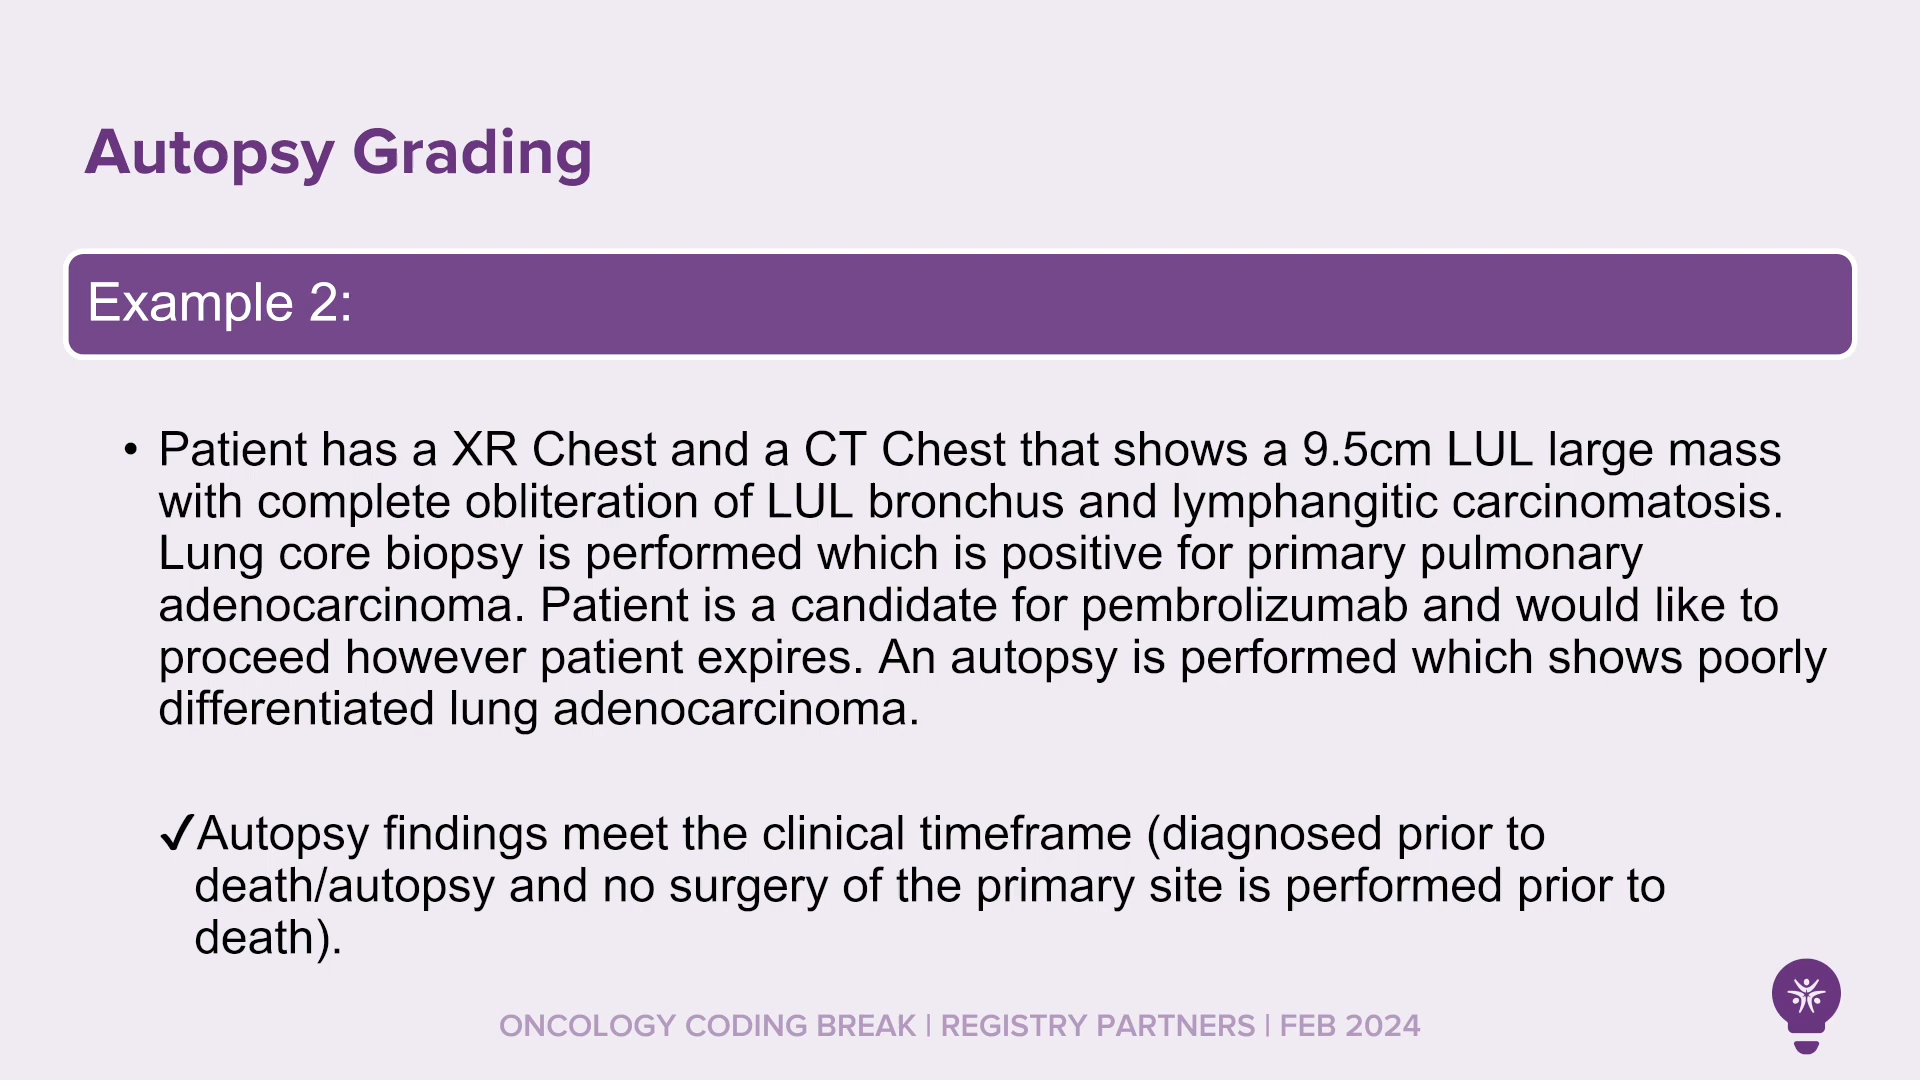 Autopsy Grading
Example 2:
• Patient has a XR Chest and a CT Chest that shows a 9.5cm LUL large mass
with complete obliteration of LUL bronchus and lymphangitic carcinomatosis.
Lung core biopsy is performed which is positive for primary pulmonary
adenocarcinoma. Patient is a candidate for pembrolizumab and would like to
proceed however patient expires. An autopsy is performed which shows poorly
differentiated lung adenocarcinoma.
✓Autopsy findings meet the clinical timeframe (diagnosed prior to
death/autopsy and no surgery of the primary site is performed prior to
death).
ONCOLOGY CODING BREAK | REGISTRY PARTNERS | FEB 2024